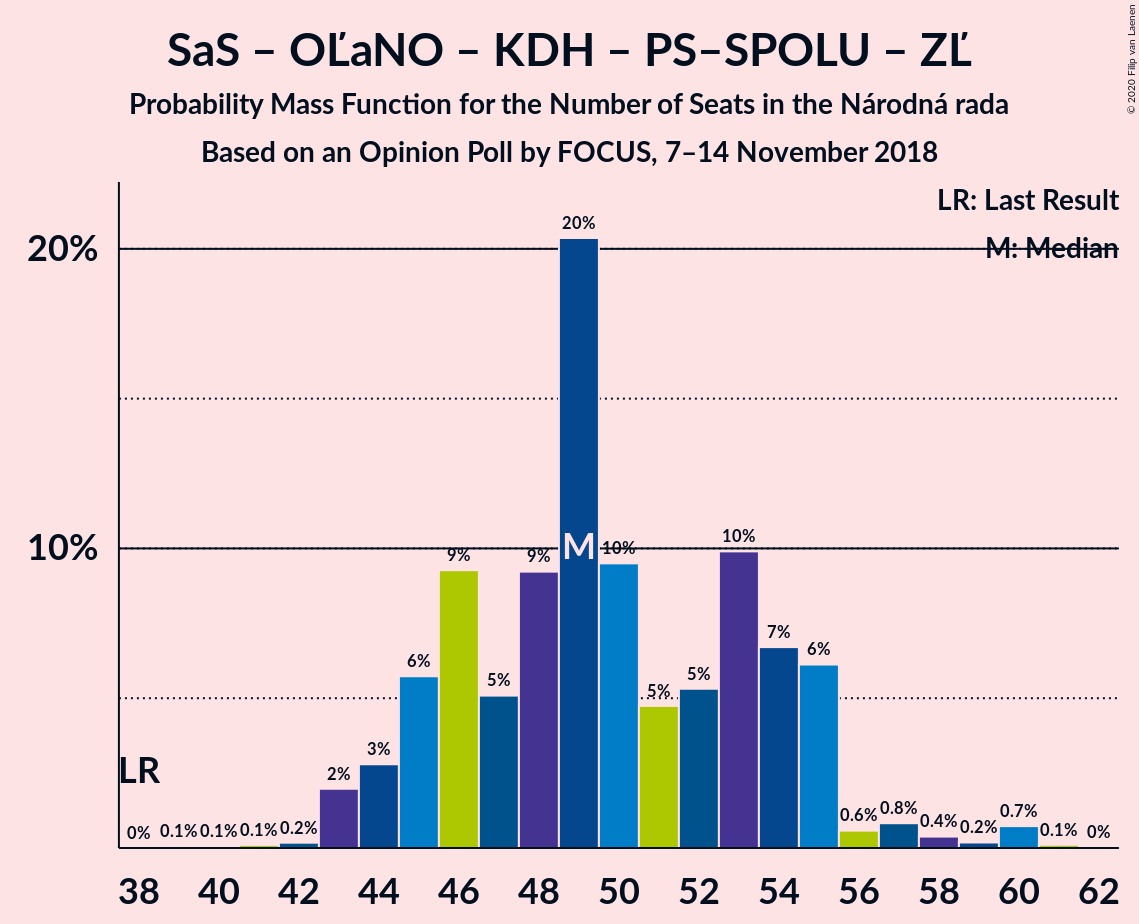 SaS – OĽaNO – KDH – PS–SPOLU – ZĽ
Probability Mass Function for the Number of Seats in the Národná rada
Based on an Opinion Poll by FOCUS, 7–14 November 2018
© 2020 Filip van Laenen
LR: Last Result
M: Median
20%
10%
LR
M
0% 0.1% 0.1% 0.1% 0.2% 2% 3% 6% 9% 5% 9% 20% 10% 5% 5% 10% 7% 6% 0.6% 0.8% 0.4% 0.2% 0.7% 0.1% 0%
38 40 42 44 46 48 50 52 54 56 58 60 62